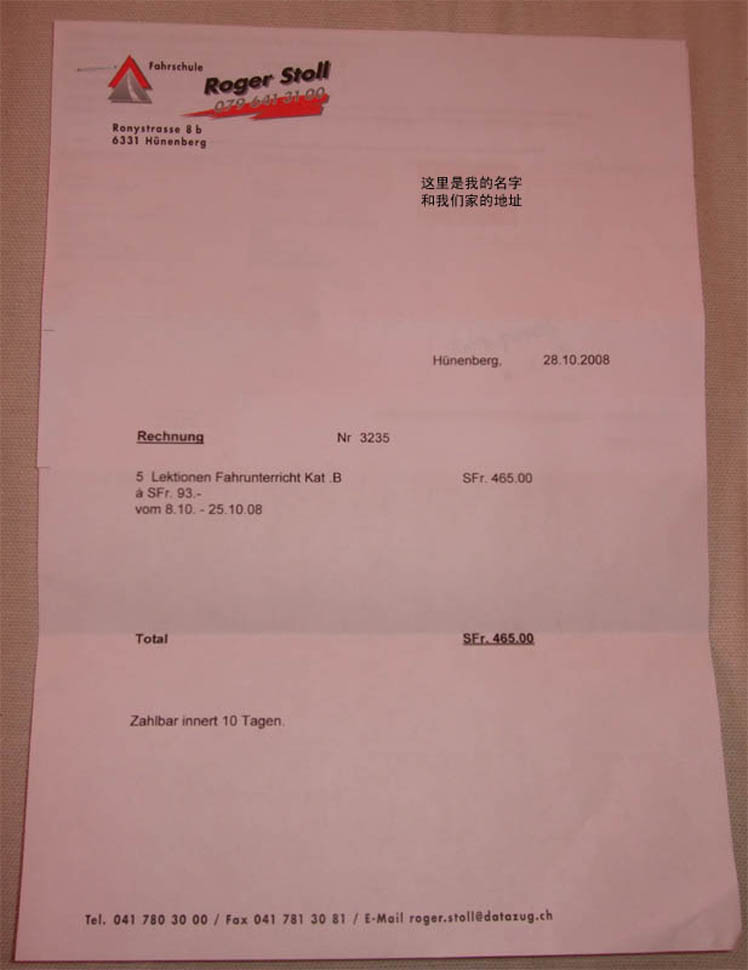 Fahrschule
Roger Stoll
079 641 31 00
Ronystrasse 8 b
6331 Hünenberg
这里是我的名字
和我们家的地址
Hünenberg, 28.10.2008
Rechnung Nr 3235
5 Lektionen Fahrunterricht Kat .B SFr. 465.00
à SFr. 93.-
vom 8.10. - 25.10.08
Total SFr. 465.00
Zahlbar innert 10 Tagen.
Tel. 041 780 30 00 / Fax 041 781 30 81 / E-Mail roger.stoll@datazug.ch